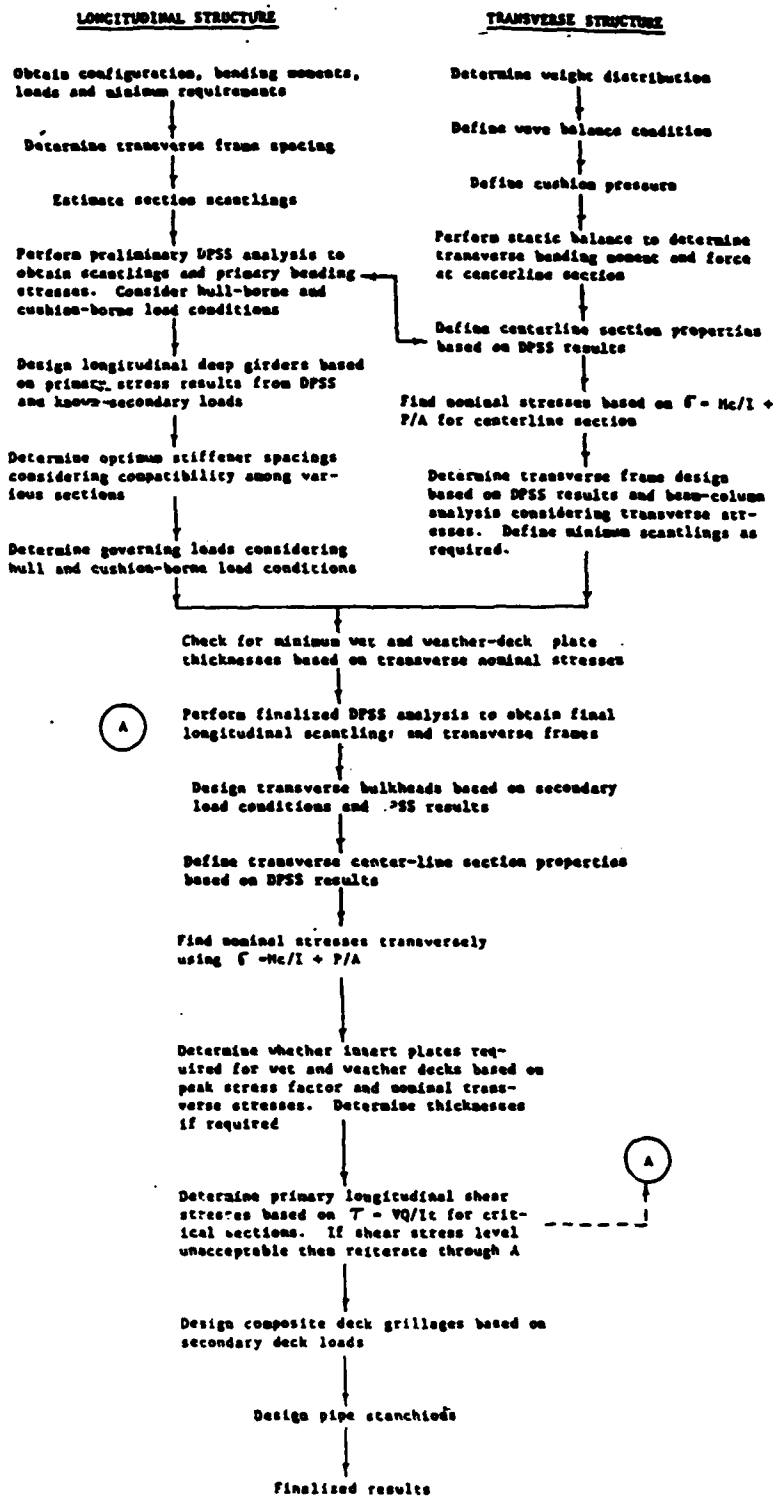 LONGITUDINAL STRUCTURE
Obtain configuration, bending moments,
loads and minimum requirements
Determine transverse frame spacing
Estimate section scantlings
Perform preliminary DPSS analysis to
obtain scantlings and primary bending
stresses. Consider hull-borne and
cushion-borne load conditions
Design longitudinal deep girders based
on primary stress results from DPSS
and known-secondary loads
Determine optimum stiffener spacings
considering compatibility among var-
ious sections
Determine governing loads considering
hull and cushion-borne load conditions
TRANSVERSE STRUCTURE
Determine weight distribution
Define wave balance condition
Define cushion pressure
Perform static balance to determine
transverse bending moment and force
at centerline section
Define centerline section properties
based on DPSS results
Find nominal stresses based on σ = Mc/I +
P/A for centerline section
Determine transverse frame design
based on DPSS results and beam-column
analysis considering transverse str-
esses. Define minimum scantlings as
required.
Check for minimum wet and weather-deck plate
thicknesses based on transverse nominal stresses
A
Perform finalized DPSS analysis to obtain final
longitudinal scantlings and transverse frames
Design transverse bulkheads based on secondary
load conditions and PSS results
Define transverse center-line section properties
based on DPSS results
Find nominal stresses transversely
using σ =Mc/I + P/A
Determine whether insert plates req-
uired for wet and weather decks based on
peak stress factor and nominal trans-
verse stresses. Determine thicknesses
if required
A
Determine primary longitudinal shear
stresses based on τ = VQ/It for crit-
ical sections. If shear stress level
unacceptable then reiterate through A
Design composite deck grillages based on
secondary deck loads
Design pipe stanchions
Finalized results